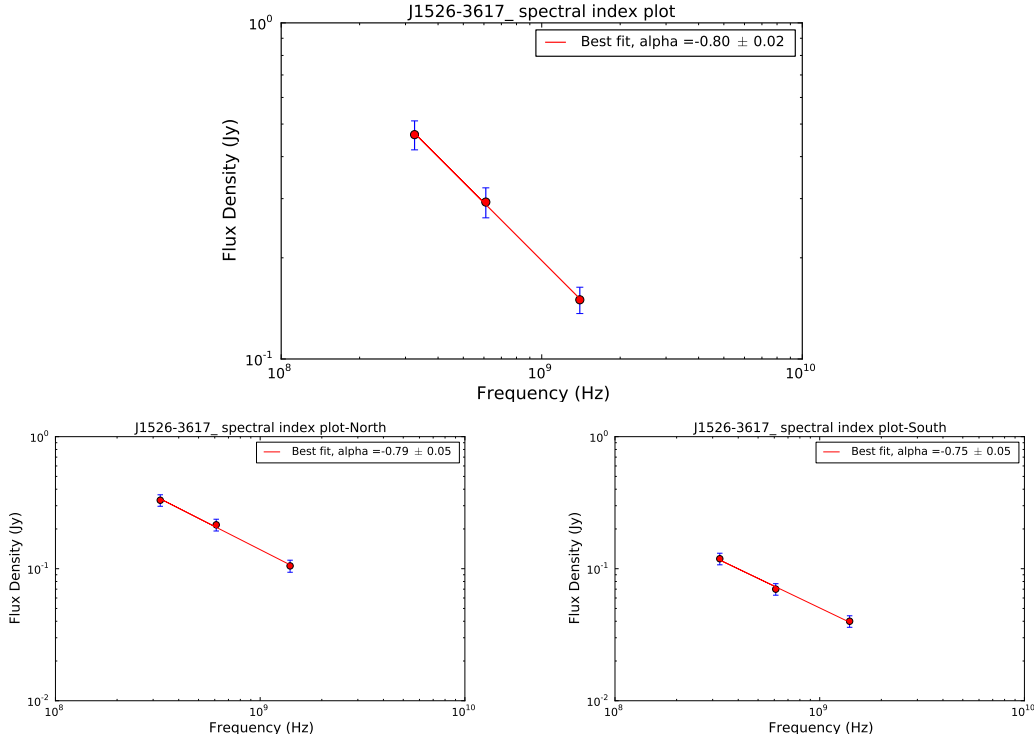 J1526-3617_ spectral index plot
Best fit, alpha =-0.80 ± 0.02
10^0
Flux Density (Jy)
10^-1
10^8 10^9 10^10
Frequency (Hz)
J1526-3617_ spectral index plot-North
Best fit, alpha =-0.79 ± 0.05
10^0
10^-1
10^-2
Flux Density (Jy)
10^8 10^9 10^10
Frequency (Hz)
J1526-3617_ spectral index plot-South
Best fit, alpha =-0.75 ± 0.05
10^0
10^-1
10^-2
Flux Density (Jy)
10^8 10^9 10^10
Frequency (Hz)